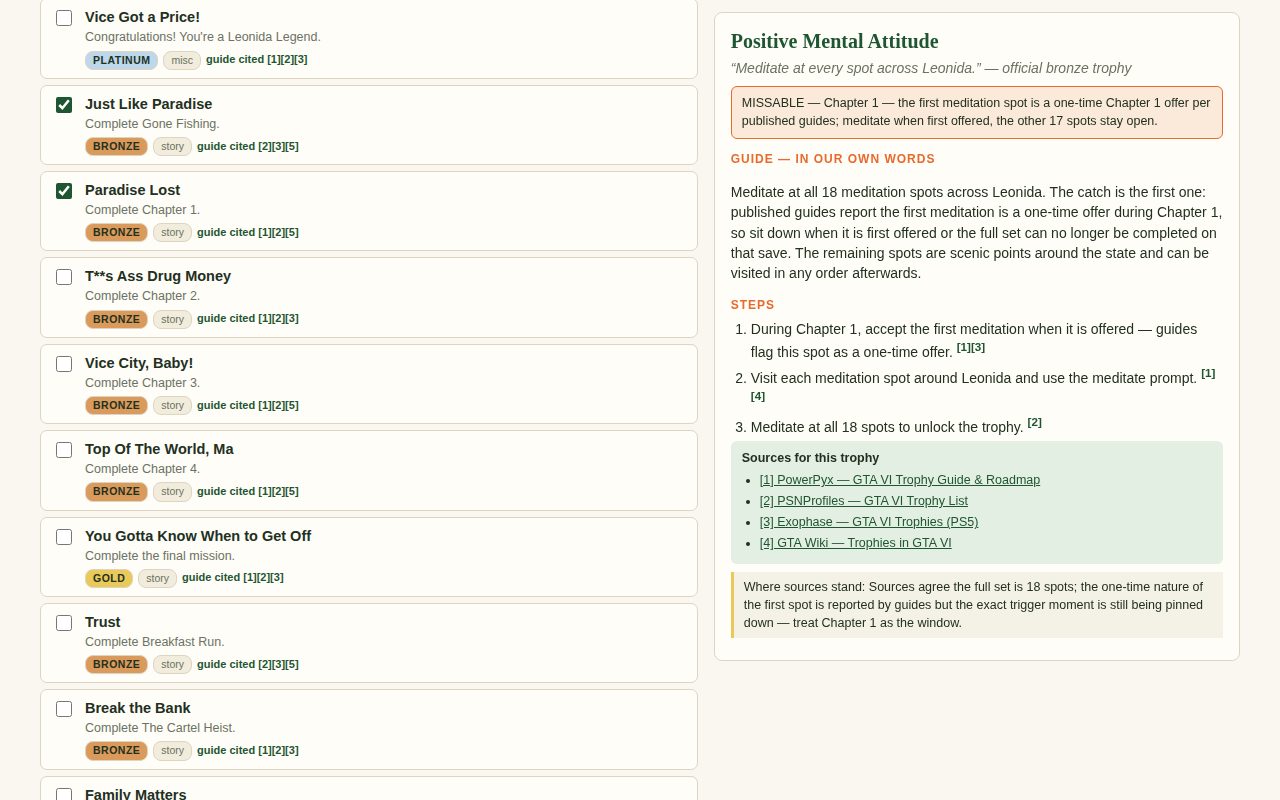 Vice Got a Price!
Congratulations! You're a Leonida Legend.
PLATINUM misc guide cited [1][2][3]
Just Like Paradise
Complete Gone Fishing.
BRONZE story guide cited [2][3][5]
Paradise Lost
Complete Chapter 1.
BRONZE story guide cited [1][2][5]
T**s Ass Drug Money
Complete Chapter 2.
BRONZE story guide cited [1][2][3]
Vice City, Baby!
Complete Chapter 3.
BRONZE story guide cited [1][2][5]
Top Of The World, Ma
Complete Chapter 4.
BRONZE story guide cited [1][2][5]
You Gotta Know When to Get Off
Complete the final mission.
GOLD story guide cited [1][2][3]
Trust
Complete Breakfast Run.
BRONZE story guide cited [2][3][5]
Break the Bank
Complete The Cartel Heist.
BRONZE story guide cited [1][2][3]
Family Matters
Positive Mental Attitude
“Meditate at every spot across Leonida.” — official bronze trophy
MISSABLE — Chapter 1 — the first meditation spot is a one-time Chapter 1 offer per
published guides; meditate when first offered, the other 17 spots stay open.
GUIDE — IN OUR OWN WORDS
Meditate at all 18 meditation spots across Leonida. The catch is the first one:
published guides report the first meditation is a one-time offer during Chapter 1,
so sit down when it is first offered or the full set can no longer be completed on
that save. The remaining spots are scenic points around the state and can be
visited in any order afterwards.
STEPS
1. During Chapter 1, accept the first meditation when it is offered — guides
flag this spot as a one-time offer. [1][3]
2. Visit each meditation spot around Leonida and use the meditate prompt. [1]
[4]
3. Meditate at all 18 spots to unlock the trophy. [2]
Sources for this trophy
• [1] PowerPyx — GTA VI Trophy Guide & Roadmap
• [2] PSNProfiles — GTA VI Trophy List
• [3] Exophase — GTA VI Trophies (PS5)
• [4] GTA Wiki — Trophies in GTA VI
Where sources stand: Sources agree the full set is 18 spots; the one-time nature of
the first spot is reported by guides but the exact trigger moment is still being pinned
down — treat Chapter 1 as the window.